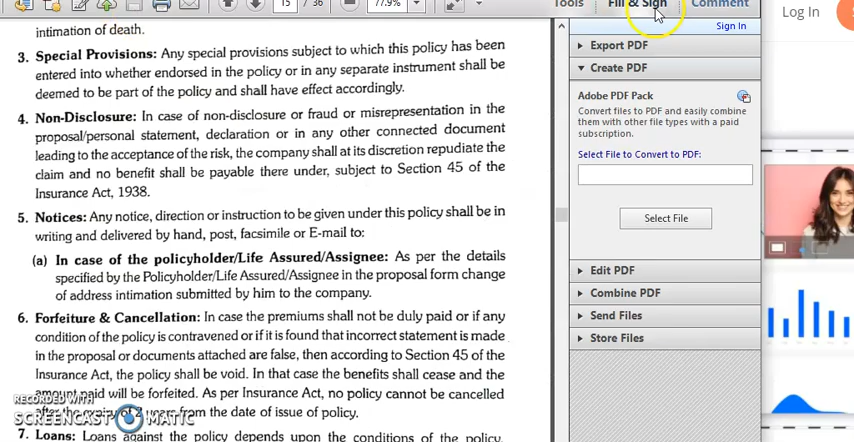 15 / 36 77.9% Tools Fill & Sign Comment
Log In
Sign In
intimation of death.
3. Special Provisions: Any special provisions subject to which this policy has been
entered into whether endorsed in the policy or in any separate instrument shall be
deemed to be part of the policy and shall have effect accordingly.
4. Non-Disclosure: In case of non-disclosure or fraud or misrepresentation in the
proposal/personal statement, declaration or in any other connected document
leading to the acceptance of the risk, the company shall at its discretion repudiate the
claim and no benefit shall be payable there under, subject to Section 45 of the
Insurance Act, 1938.
5. Notices: Any notice, direction or instruction to be given under this policy shall be in
writing and delivered by hand, post, facsimile or E-mail to:
(a) In case of the policyholder/Life Assured/Assignee: As per the details
specified by the Policyholder/Life Assured/Assignee in the proposal form change
of address intimation submitted by him to the company.
6. Forfeiture & Cancellation: In case the premiums shall not be duly paid or if any
condition of the policy is contravened or if it is found that incorrect statement is made
in the proposal or documents attached are false, then according to Section 45 of the
Insurance Act, the policy shall be void. In that case the benefits shall cease and the
amount paid will be forfeited. As per Insurance Act, no policy cannot be cancelled
after the expiry of 2 years from the date of issue of policy.
7. Loans: Loans against the policy depends upon the conditions of the policy.
Export PDF
Create PDF
Adobe PDF Pack
Convert files to PDF and easily combine
them with other file types with a paid
subscription.
Select File to Convert to PDF:
Select File
Edit PDF
Combine PDF
Send Files
Store Files
RECORDED WITH
SCREENCAST MATIC